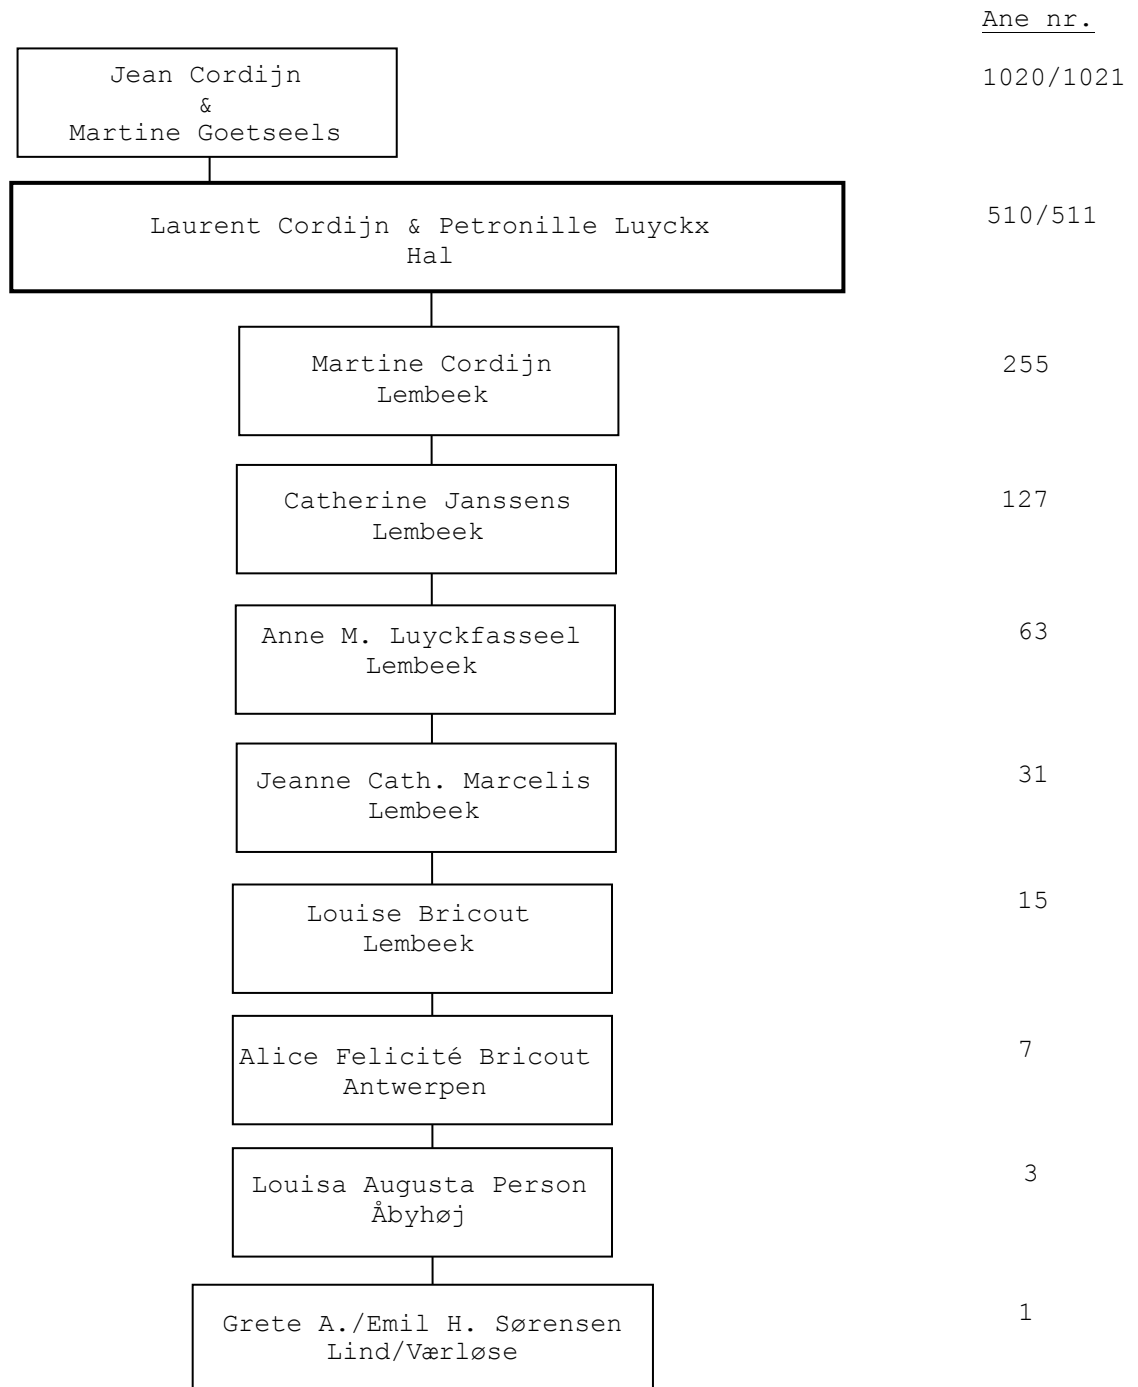 Ane nr.
Jean Cordijn
&
Martine Goetseels
1020/1021
Laurent Cordijn & Petronille Luyckx
Hal
510/511
Martine Cordijn
Lembeek
255
Catherine Janssens
Lembeek
127
Anne M. Luyckfasseel
Lembeek
63
Jeanne Cath. Marcelis
Lembeek
31
Louise Bricout
Lembeek
15
Alice Felicité Bricout
Antwerpen
7
Louisa Augusta Person
Åbyhøj
3
Grete A./Emil H. Sørensen
Lind/Værløse
1